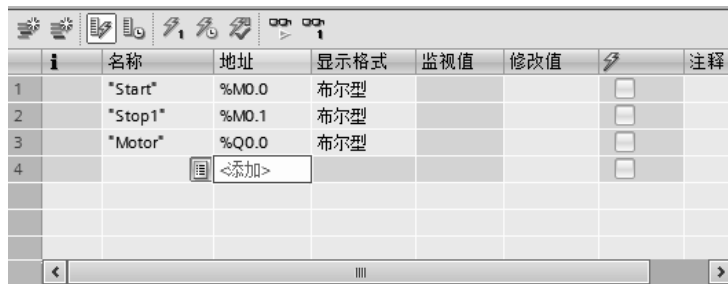 i 名称 地址 显示格式 监视值 修改值 注释
1 "Start" %M0.0 布尔型
2 "Stop1" %M0.1 布尔型
3 "Motor" %Q0.0 布尔型
4 <添加>